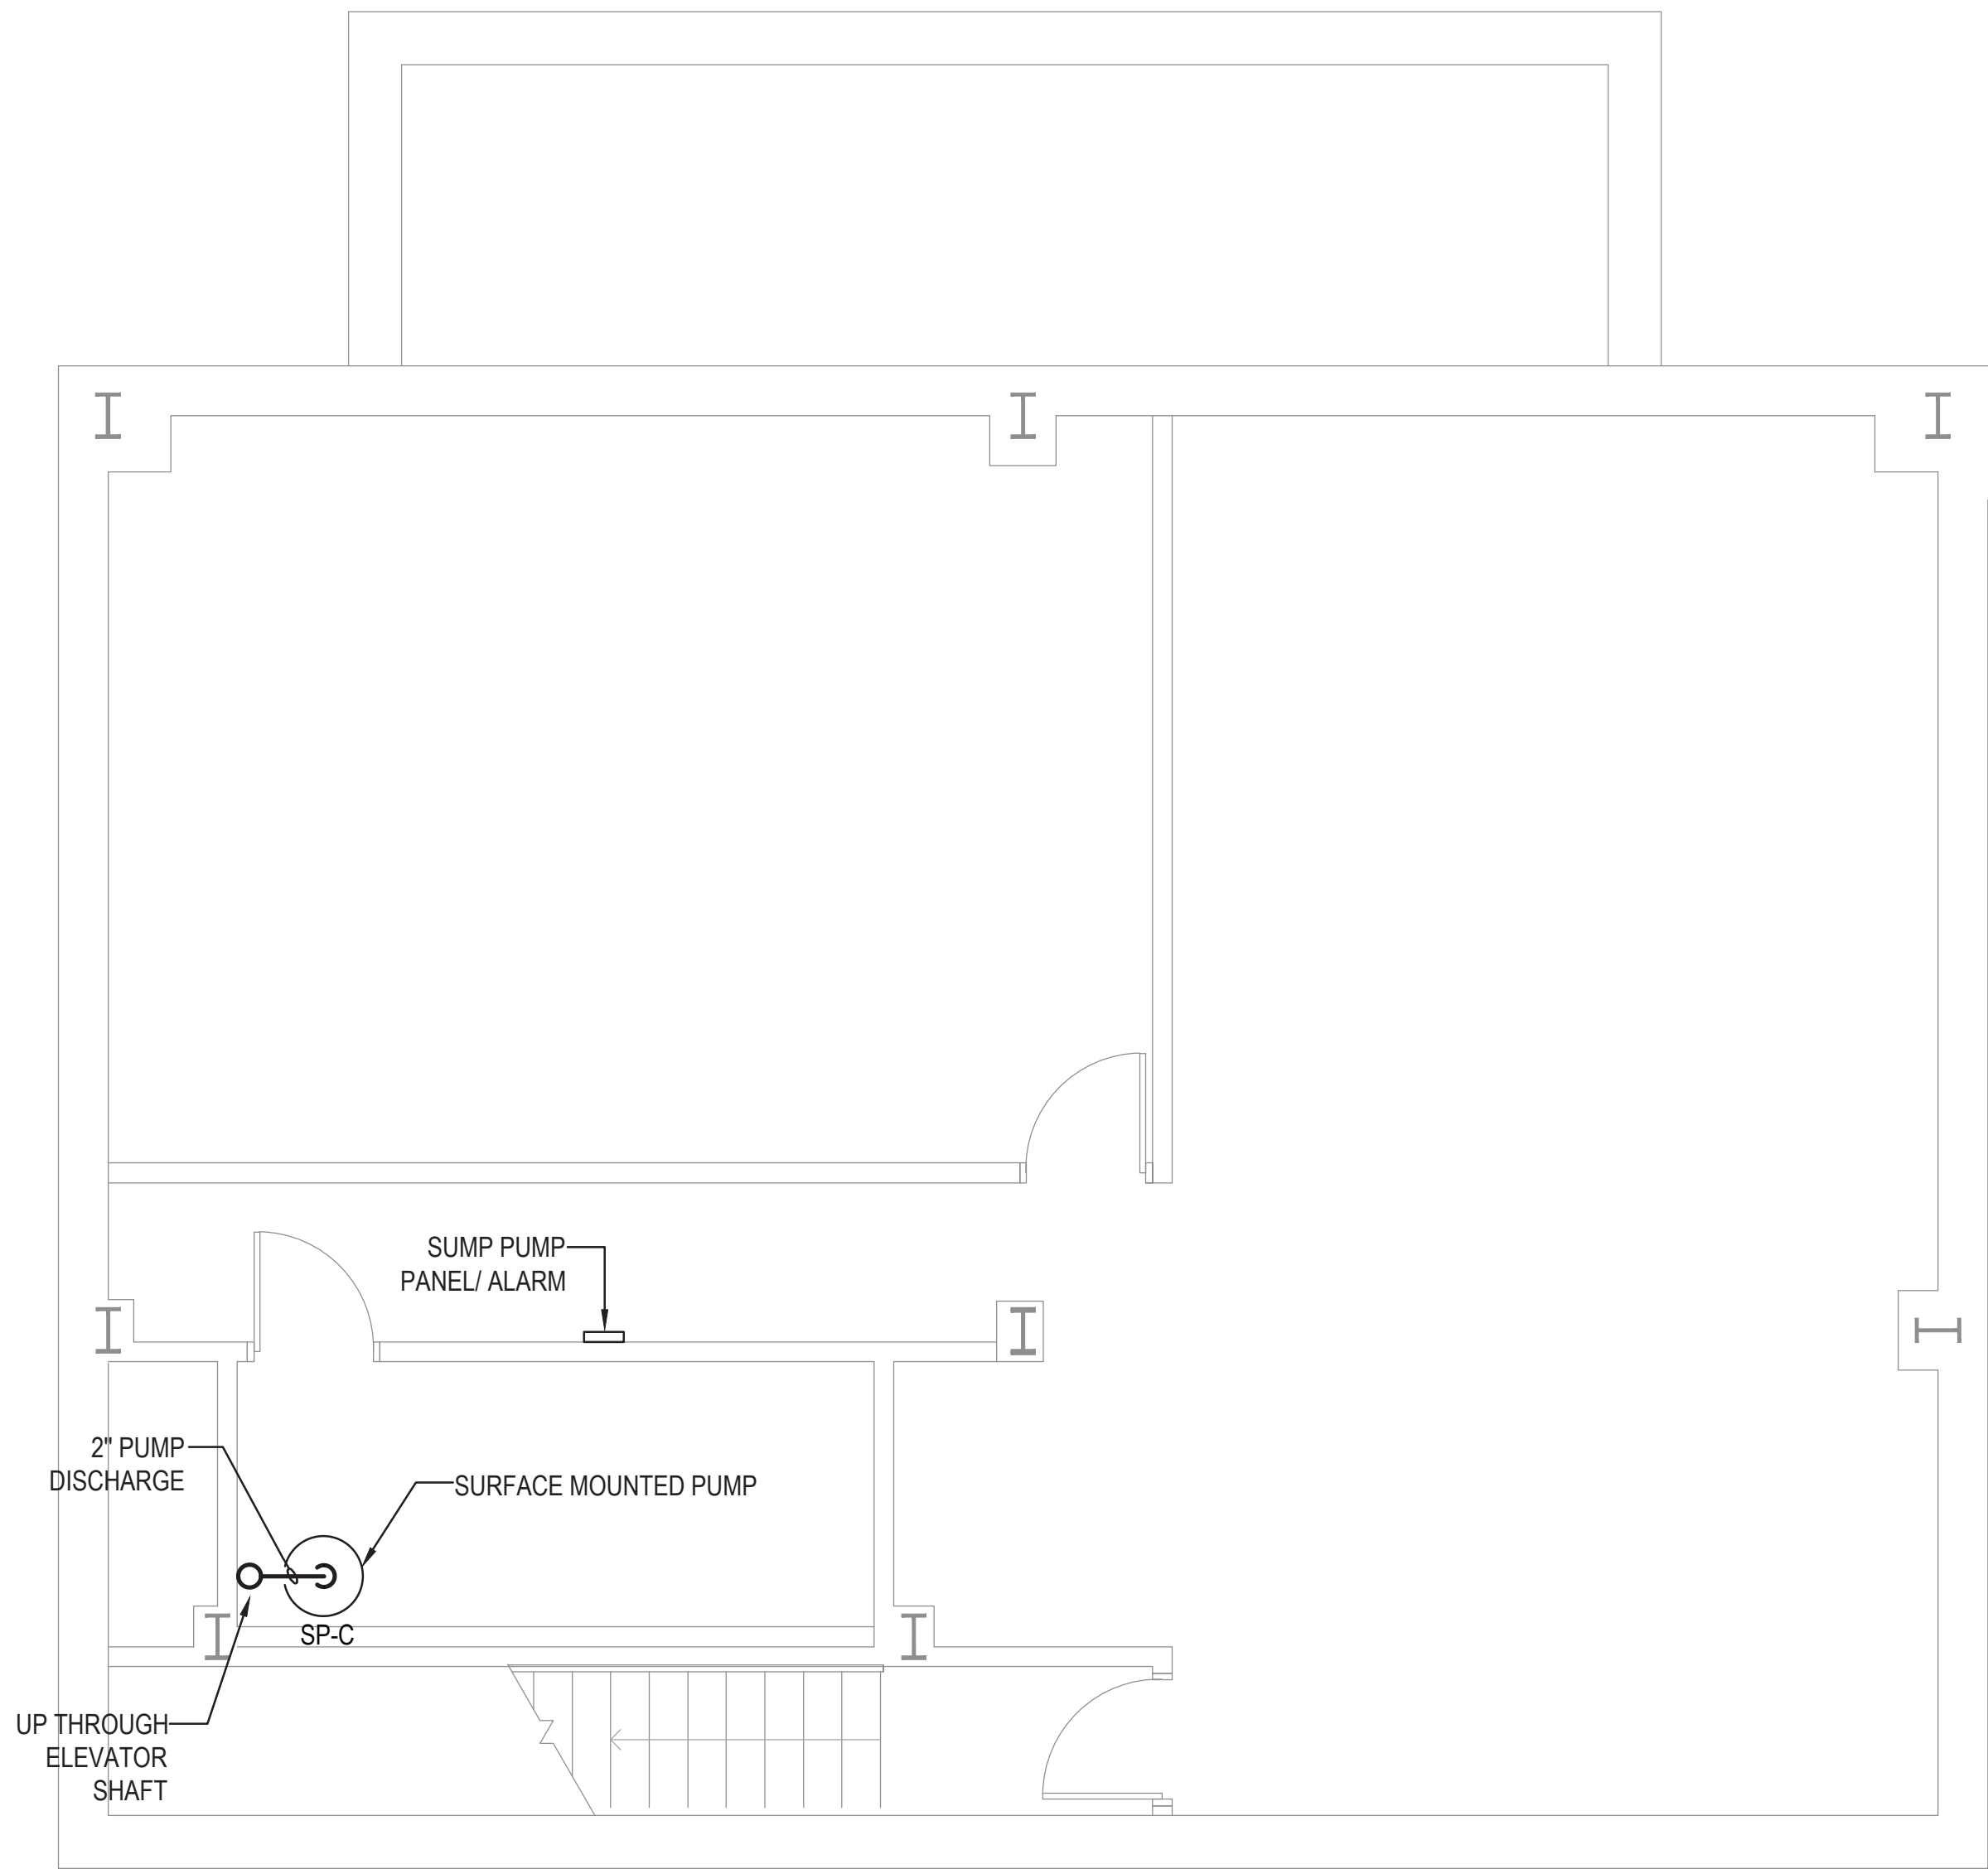 SUMP PUMP
PANEL/ ALARM
2" PUMP
DISCHARGE
SURFACE MOUNTED PUMP
SP-C
UP THROUGH
ELEVATOR
SHAFT